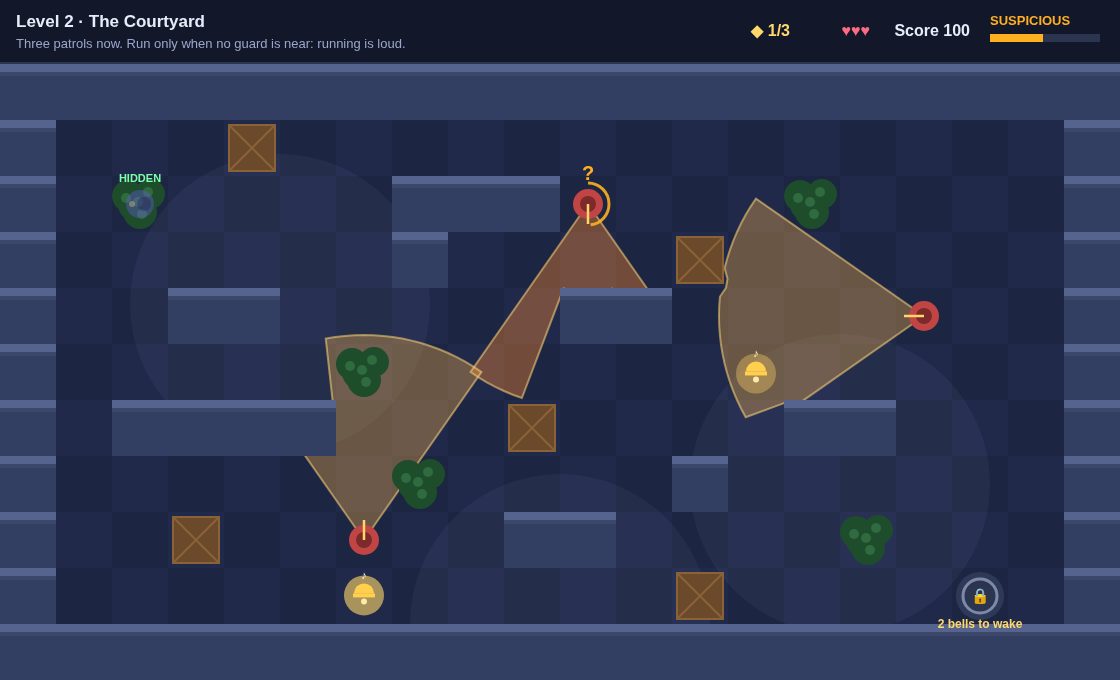 Level 2 · The Courtyard
Three patrols now. Run only when no guard is near: running is loud.
◆ 1/3
♥♥♥
Score 100
SUSPICIOUS
HIDDEN
?
♪
♪
2 bells to wake